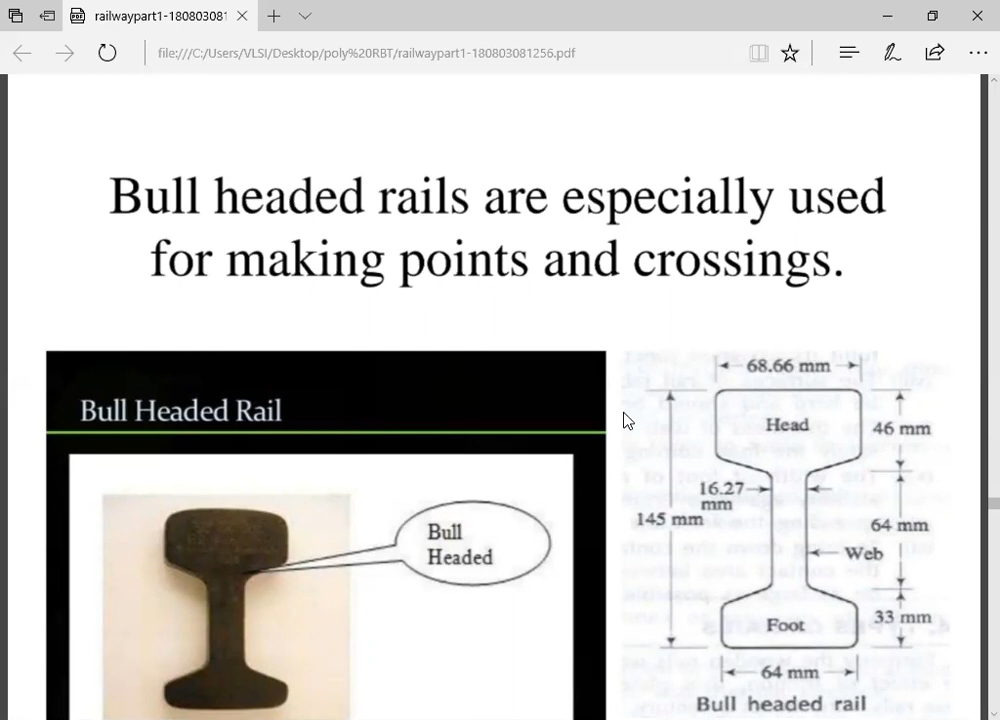 railwaypart1-180803081
file:///C:/Users/VLSI/Desktop/poly%20RBT/railwaypart1-180803081256.pdf
Bull headed rails are especially used
for making points and crossings.
Bull Headed Rail
Bull
Headed
68.66 mm
Head
46 mm
16.27
mm
145 mm
64 mm
Web
Foot
33 mm
64 mm
Bull headed rail